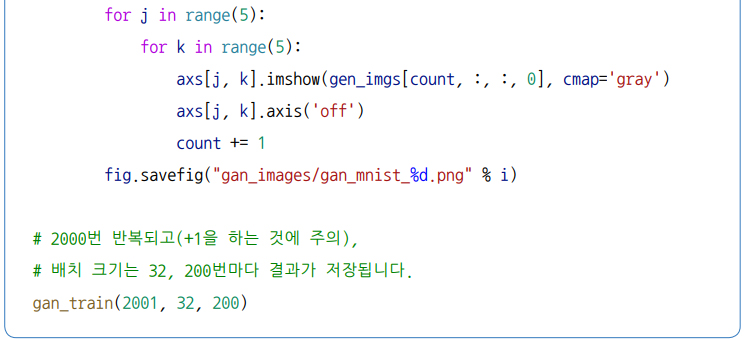 for j in range(5):
for k in range(5):
axs[j, k].imshow(gen_imgs[count, :, :, 0], cmap='gray')
axs[j, k].axis('off')
count += 1
fig.savefig("gan_images/gan_mnist_%d.png" % i)
# 2000번 반복되고(+1을 하는 것에 주의),
# 배치 크기는 32, 200번마다 결과가 저장됩니다.
gan_train(2001, 32, 200)